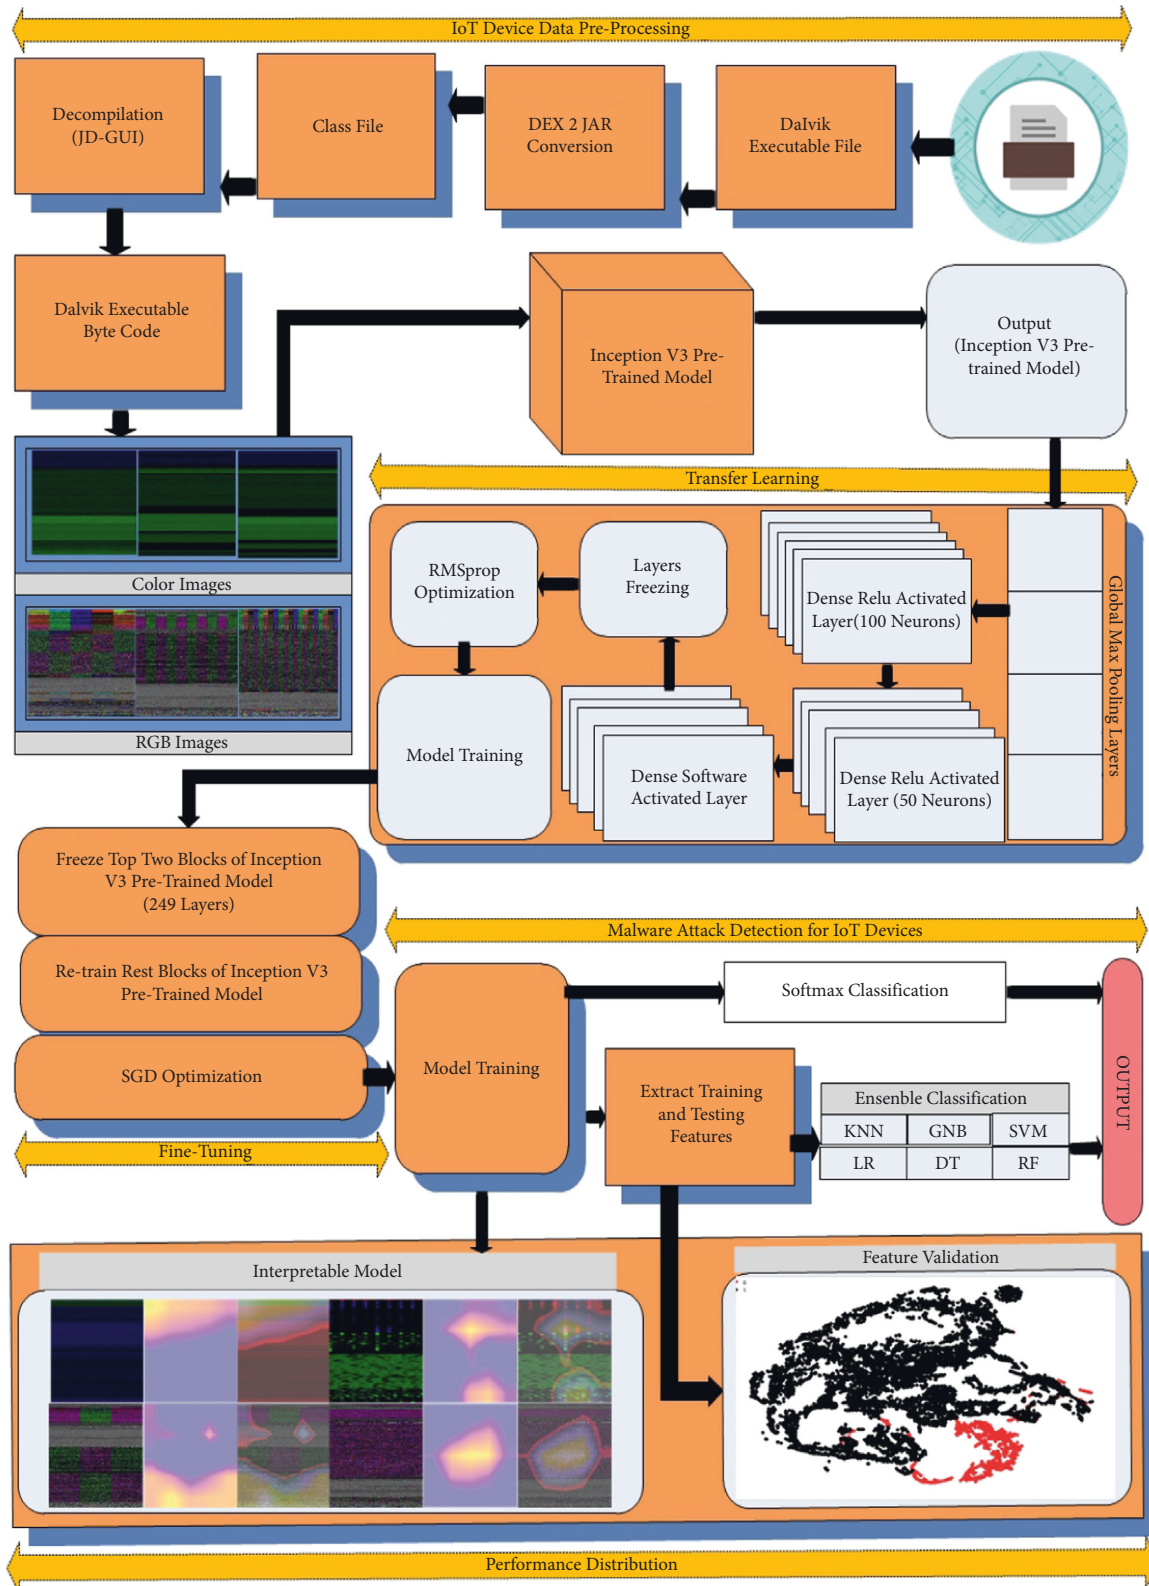 IoT Device Data Pre-Processing
Decompilation
(JD-GUI)
Class File
DEX 2 JAR
Conversion
DaIvik
Executable File
Dalvik Executable
Byte Code
Inception V3 Pre-
Trained Model
Output
(Inception V3 Pre-
trained Model)
Color Images
RGB Images
Transfer Learning
RMSprop
Optimization
Layers
Freezing
Dense Relu Activated
Layer(100 Neurons)
Global Max Pooling Layers
Model Training
Dense Software
Activated Layer
Dense Relu Activated
Layer (50 Neurons)
Freeze Top Two Blocks of Inception
V3 Pre-Trained Model
(249 Layers)
Re-train Rest Blocks of Inception V3
Pre-Trained Model
SGD Optimization
Fine-Tuning
Malware Attack Detection for IoT Devices
Model Training
Softmax Classification
Extract Training
and Testing
Features
Ensenble Classification
KNN GNB SVM
LR DT RF
OUTPUT
Interpretable Model
Feature Validation
Performance Distribution